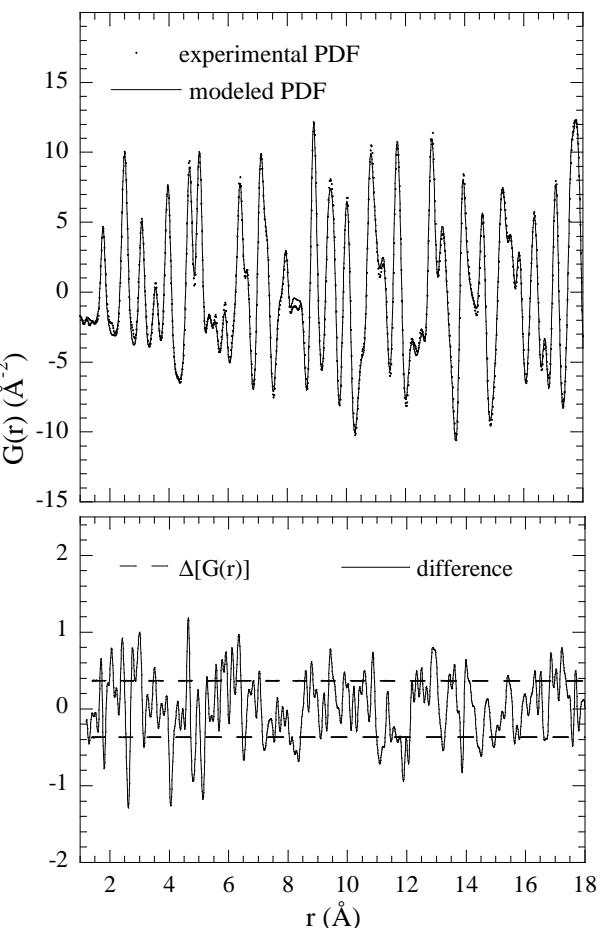 experimental PDF
modeled PDF
15
10
5
0
-5
-10
-15
G(r) (Å-2)
Δ[G(r)] difference
2
1
0
-1
-2
2 4 6 8 10 12 14 16 18
r (Å)